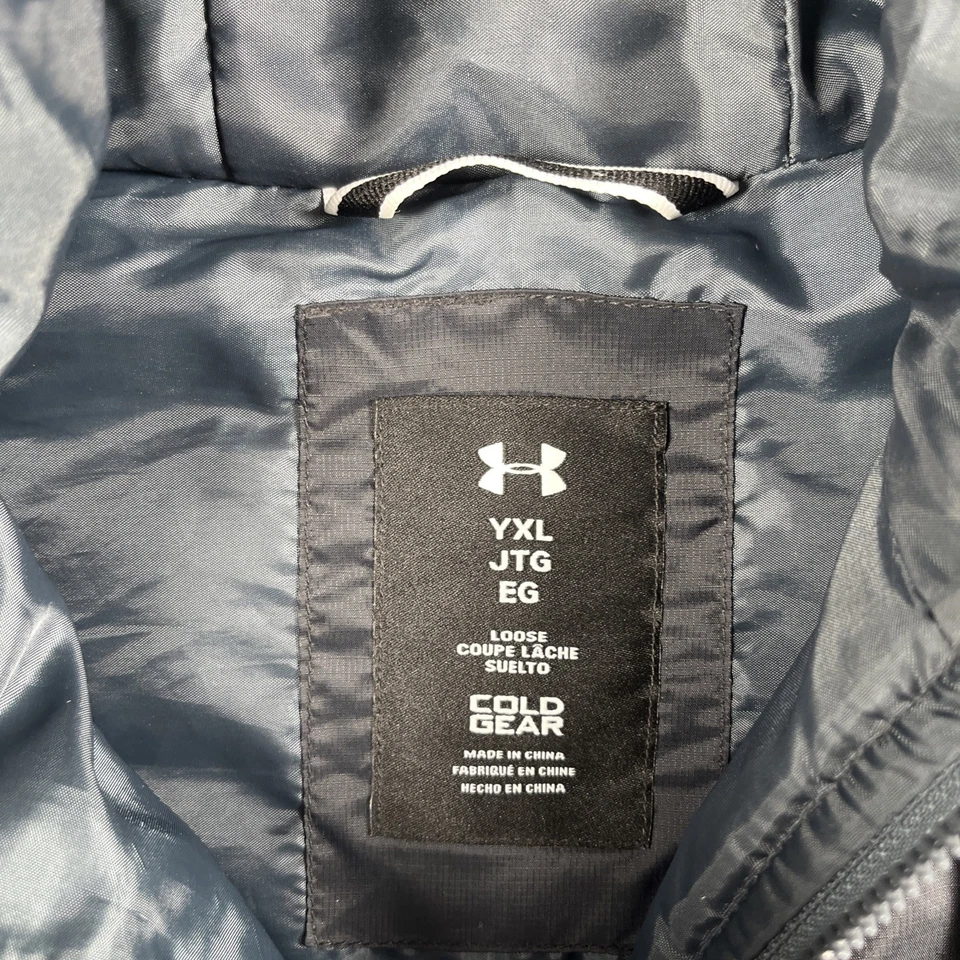 YXL
JTG
EG
LOOSE
COUPE LÂCHE
SUELTO
COLD
GEAR
MADE IN CHINA
FABRIQUÉ EN CHINE
HECHO EN CHINA